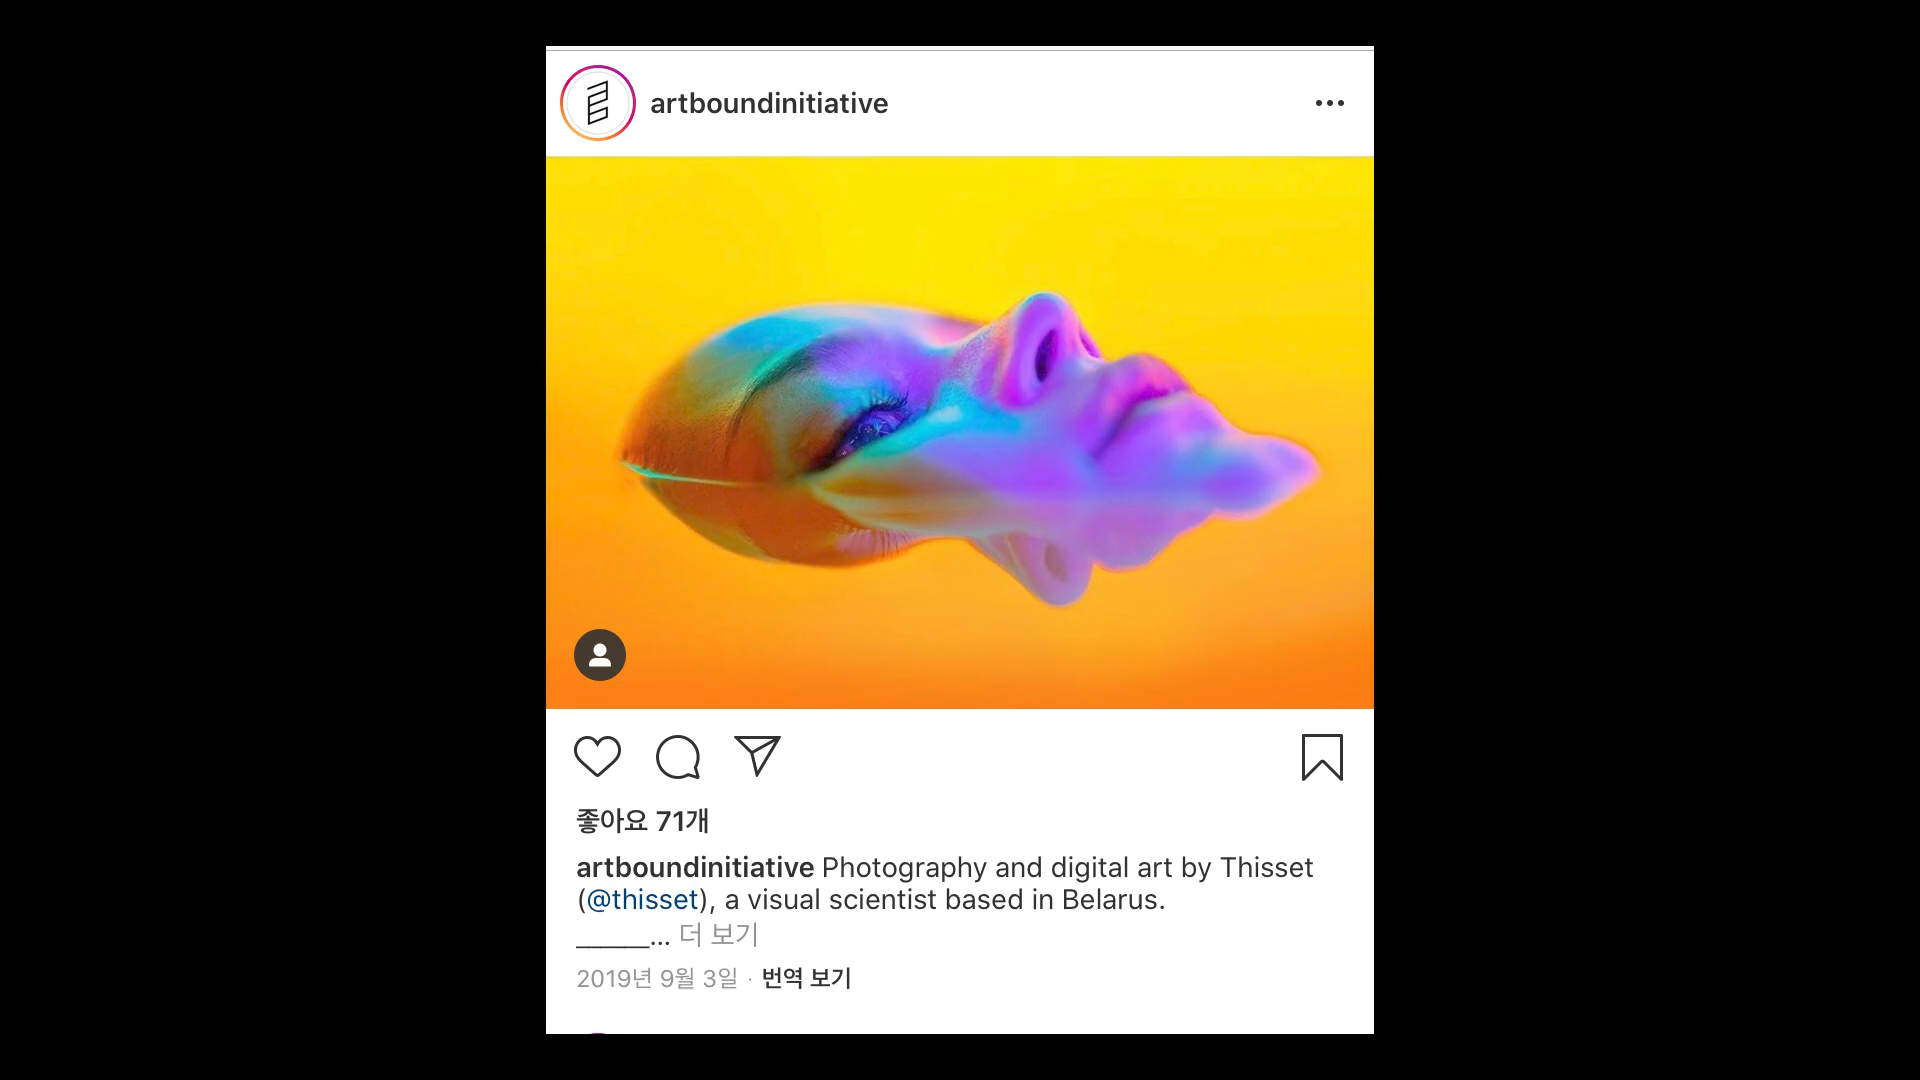 artboundinitiative
좋아요 71개
artboundinitiative Photography and digital art by Thisset
(@thisset), a visual scientist based in Belarus.
______... 더 보기
2019년 9월 3일 · 번역 보기